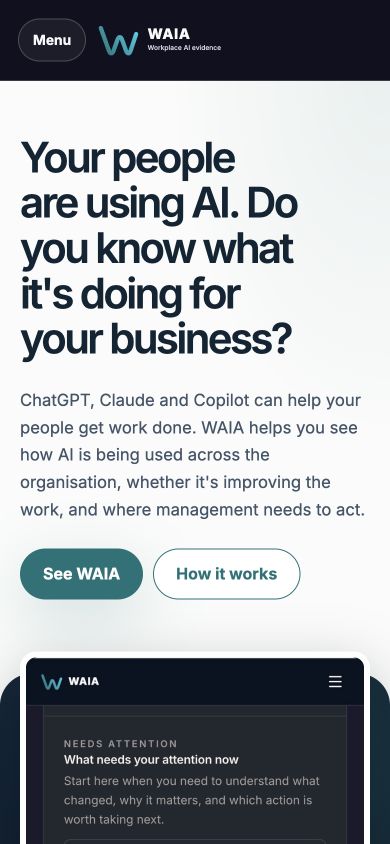 Menu
WAIA
Workplace AI evidence
Your people
are using AI. Do
you know what
it's doing for
your business?
ChatGPT, Claude and Copilot can help your
people get work done. WAIA helps you see
how AI is being used across the
organisation, whether it's improving the
work, and where management needs to act.
See WAIA
How it works
WAIA
NEEDS ATTENTION
What needs your attention now
Start here when you need to understand what
changed, why it matters, and which action is
worth taking next.